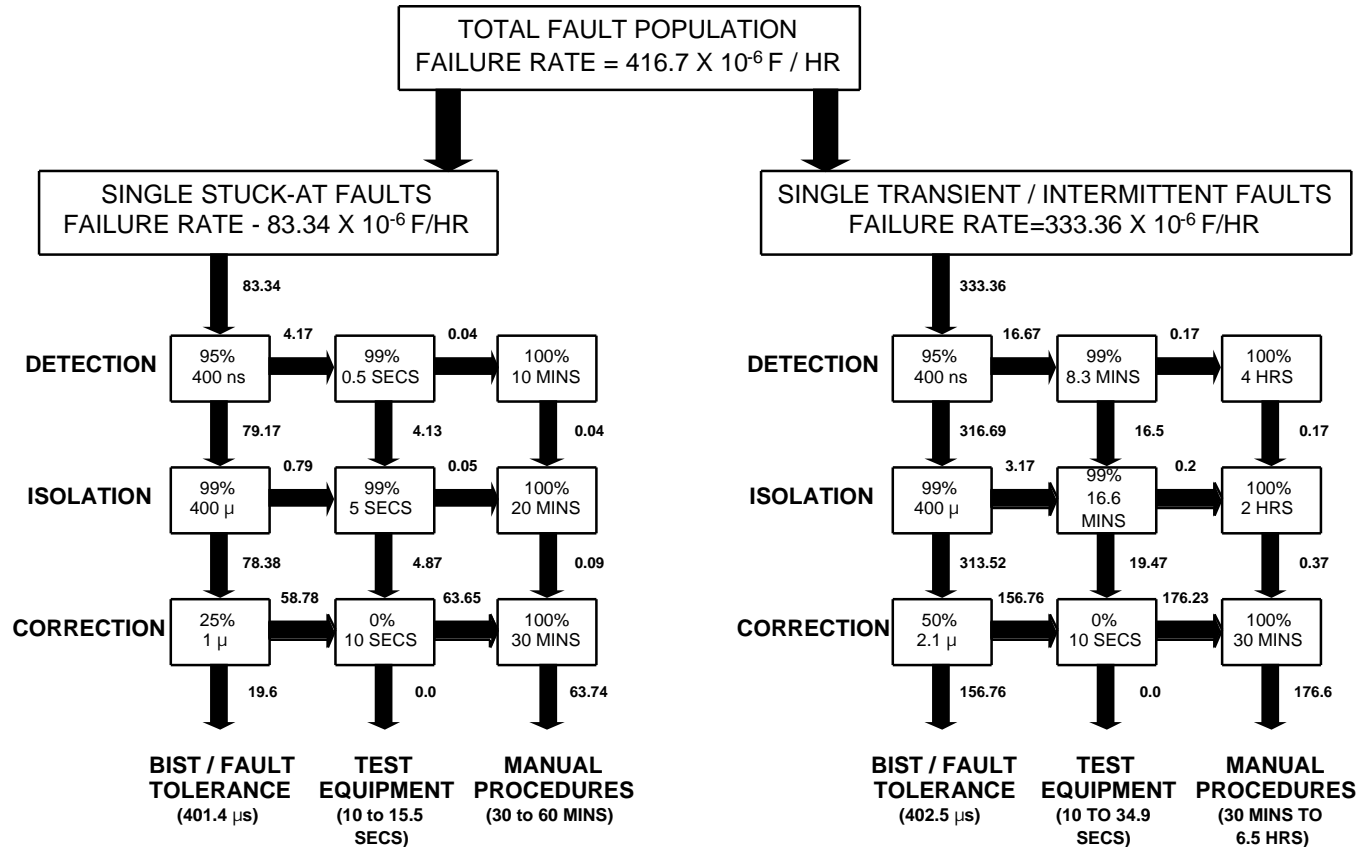 TOTAL FAULT POPULATION
FAILURE RATE = 416.7 X 10-6 F / HR
SINGLE STUCK-AT FAULTS
FAILURE RATE - 83.34 X 10-6 F/HR
83.34
DETECTION
95%
400 ns
4.17
99%
0.5 SECS
0.04
100%
10 MINS
79.17
4.13
0.04
ISOLATION
99%
400 µ
0.79
99%
5 SECS
0.05
100%
20 MINS
78.38
4.87
0.09
CORRECTION
25%
1 µ
58.78
0%
10 SECS
63.65
100%
30 MINS
19.6
0.0
63.74
BIST / FAULT
TOLERANCE
(401.4 µs)
TEST
EQUIPMENT
(10 to 15.5
SECS)
MANUAL
PROCEDURES
(30 to 60 MINS)
SINGLE TRANSIENT / INTERMITTENT FAULTS
FAILURE RATE=333.36 X 10-6 F/HR
333.36
DETECTION
95%
400 ns
16.67
99%
8.3 MINS
0.17
100%
4 HRS
316.69
16.5
0.17
ISOLATION
99%
400 µ
3.17
99%
16.6
MINS
0.2
100%
2 HRS
313.52
19.47
0.37
CORRECTION
50%
2.1 µ
156.76
0%
10 SECS
176.23
100%
30 MINS
156.76
0.0
176.6
BIST / FAULT
TOLERANCE
(402.5 µs)
TEST
EQUIPMENT
(10 TO 34.9
SECS)
MANUAL
PROCEDURES
(30 MINS TO
6.5 HRS)